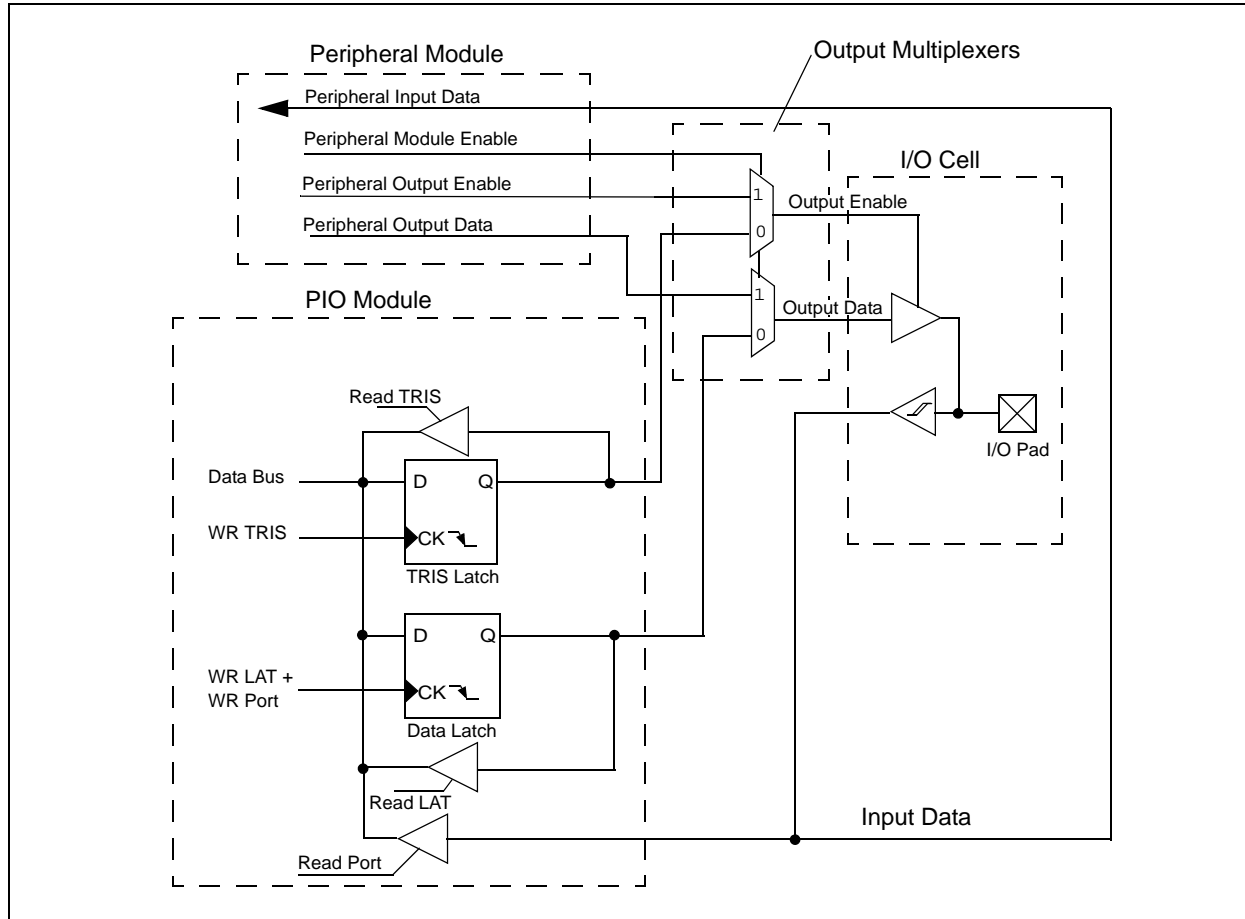 Peripheral Module
Output Multiplexers
Peripheral Input Data
Peripheral Module Enable
I/O Cell
Peripheral Output Enable
1
Output Enable
Peripheral Output Data
0
PIO Module
1
Output Data
0
Read TRIS
I/O Pad
Data Bus
D
Q
WR TRIS
CK
TRIS Latch
D
Q
WR LAT +
WR Port
CK
Data Latch
Read LAT
Input Data
Read Port